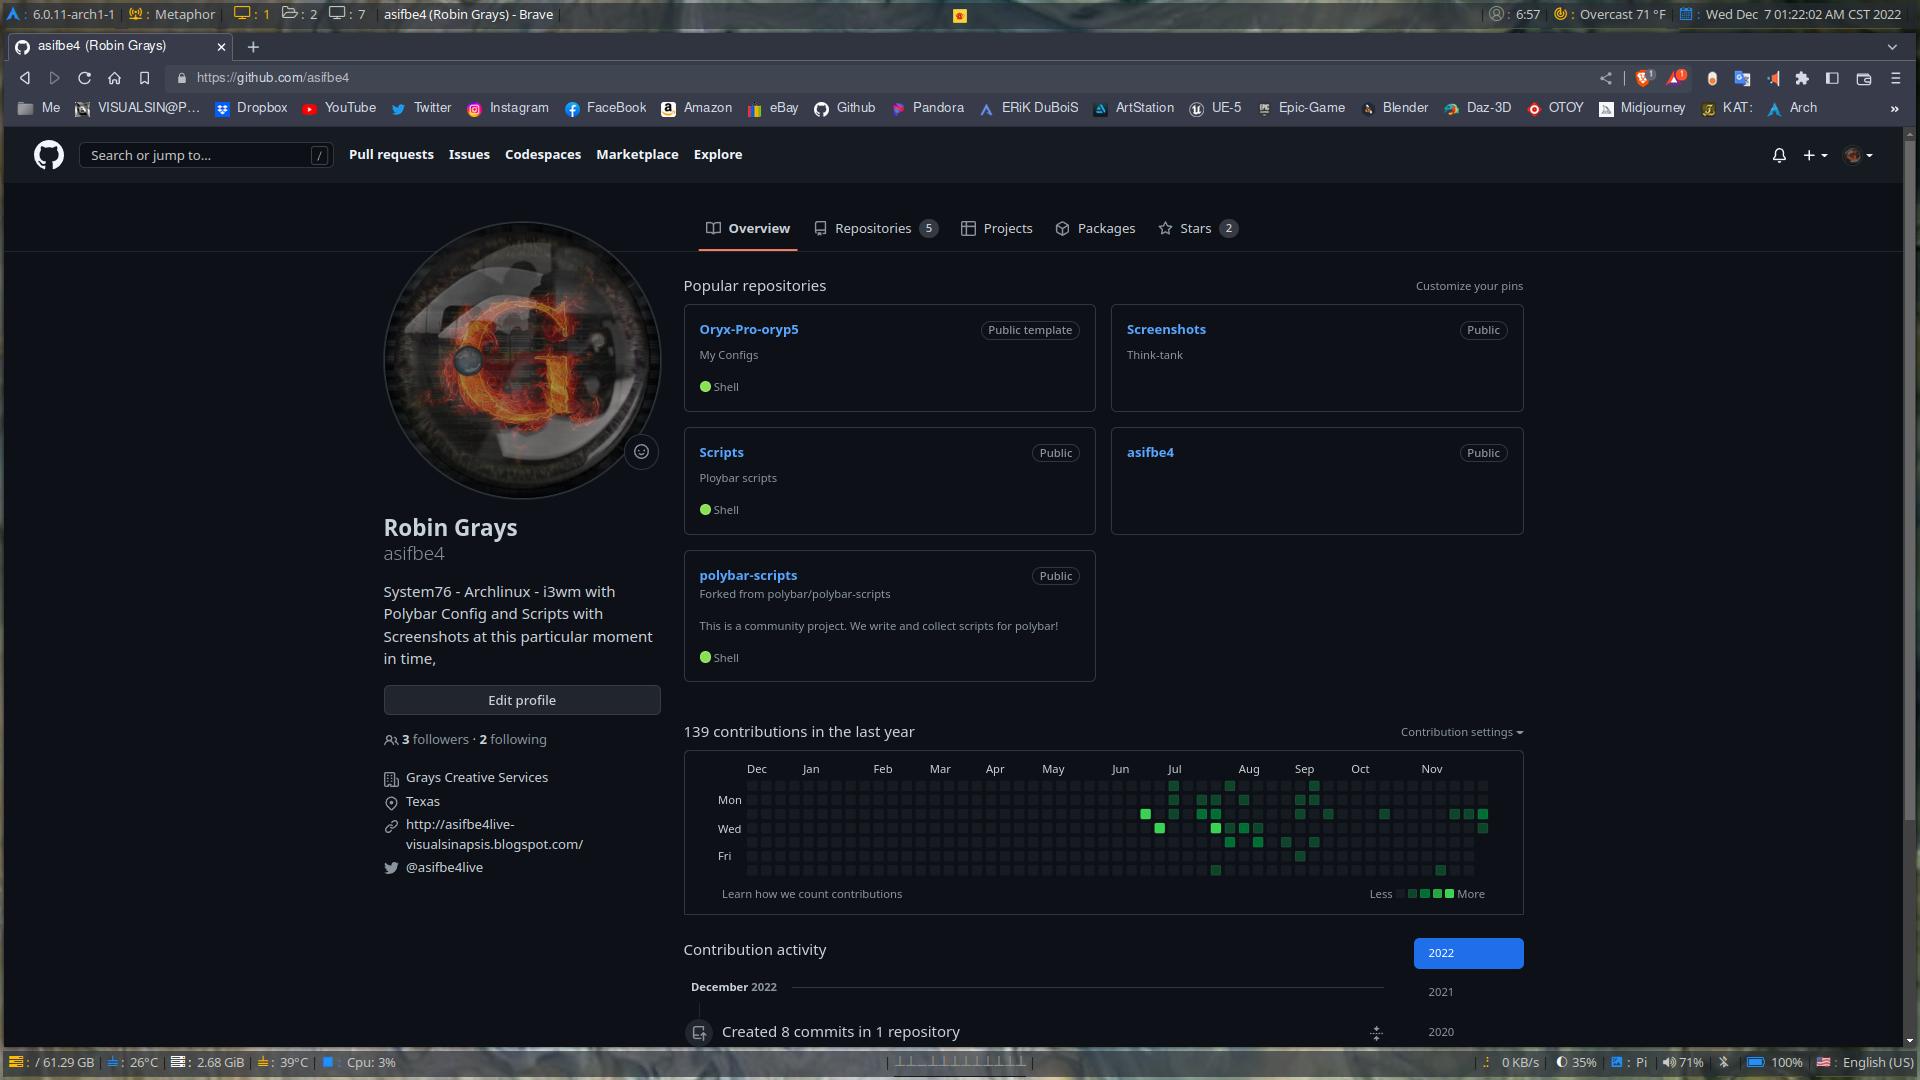 : 6.0.11-arch1-1 : Metaphor : 1 : 2 : 7 asifbe4 (Robin Grays) - Brave : 6:57 : Overcast 71 °F : Wed Dec 7 01:22:02 AM CST 2022
asifbe4 (Robin Grays)
https://github.com/asifbe4
Me VISUALSIN@P... Dropbox YouTube Twitter Instagram FaceBook Amazon eBay Github Pandora ERiK DuBoiS ArtStation UE-5 Epic-Game Blender Daz-3D OTOY Midjourney KAT: Arch »
Search or jump to... / Pull requests Issues Codespaces Marketplace Explore
Overview Repositories 5 Projects Packages Stars 2
Popular repositories Customize your pins
Oryx-Pro-oryp5 Public template
My Configs
Shell
Screenshots Public
Think-tank
Scripts Public
Ploybar scripts
Shell
asifbe4 Public
polybar-scripts Public
Forked from polybar/polybar-scripts
This is a community project. We write and collect scripts for polybar!
Shell
G
Robin Grays
asifbe4
System76 - Archlinux - i3wm with
Polybar Config and Scripts with
Screenshots at this particular moment
in time,
Edit profile
3 followers · 2 following
Grays Creative Services
Texas
http://asifbe4live-
visualsinapsis.blogspot.com/
@asifbe4live
139 contributions in the last year Contribution settings
Dec Jan Feb Mar Apr May Jun Jul Aug Sep Oct Nov
Mon
Wed
Fri
Learn how we count contributions Less More
Contribution activity 2022
December 2022 2021
Created 8 commits in 1 repository 2020
: / 61.29 GB : 26°C : 2.68 GiB : 39°C : Cpu: 3% : 0 KB/s 35% : Pi 71% 100% : English (US)